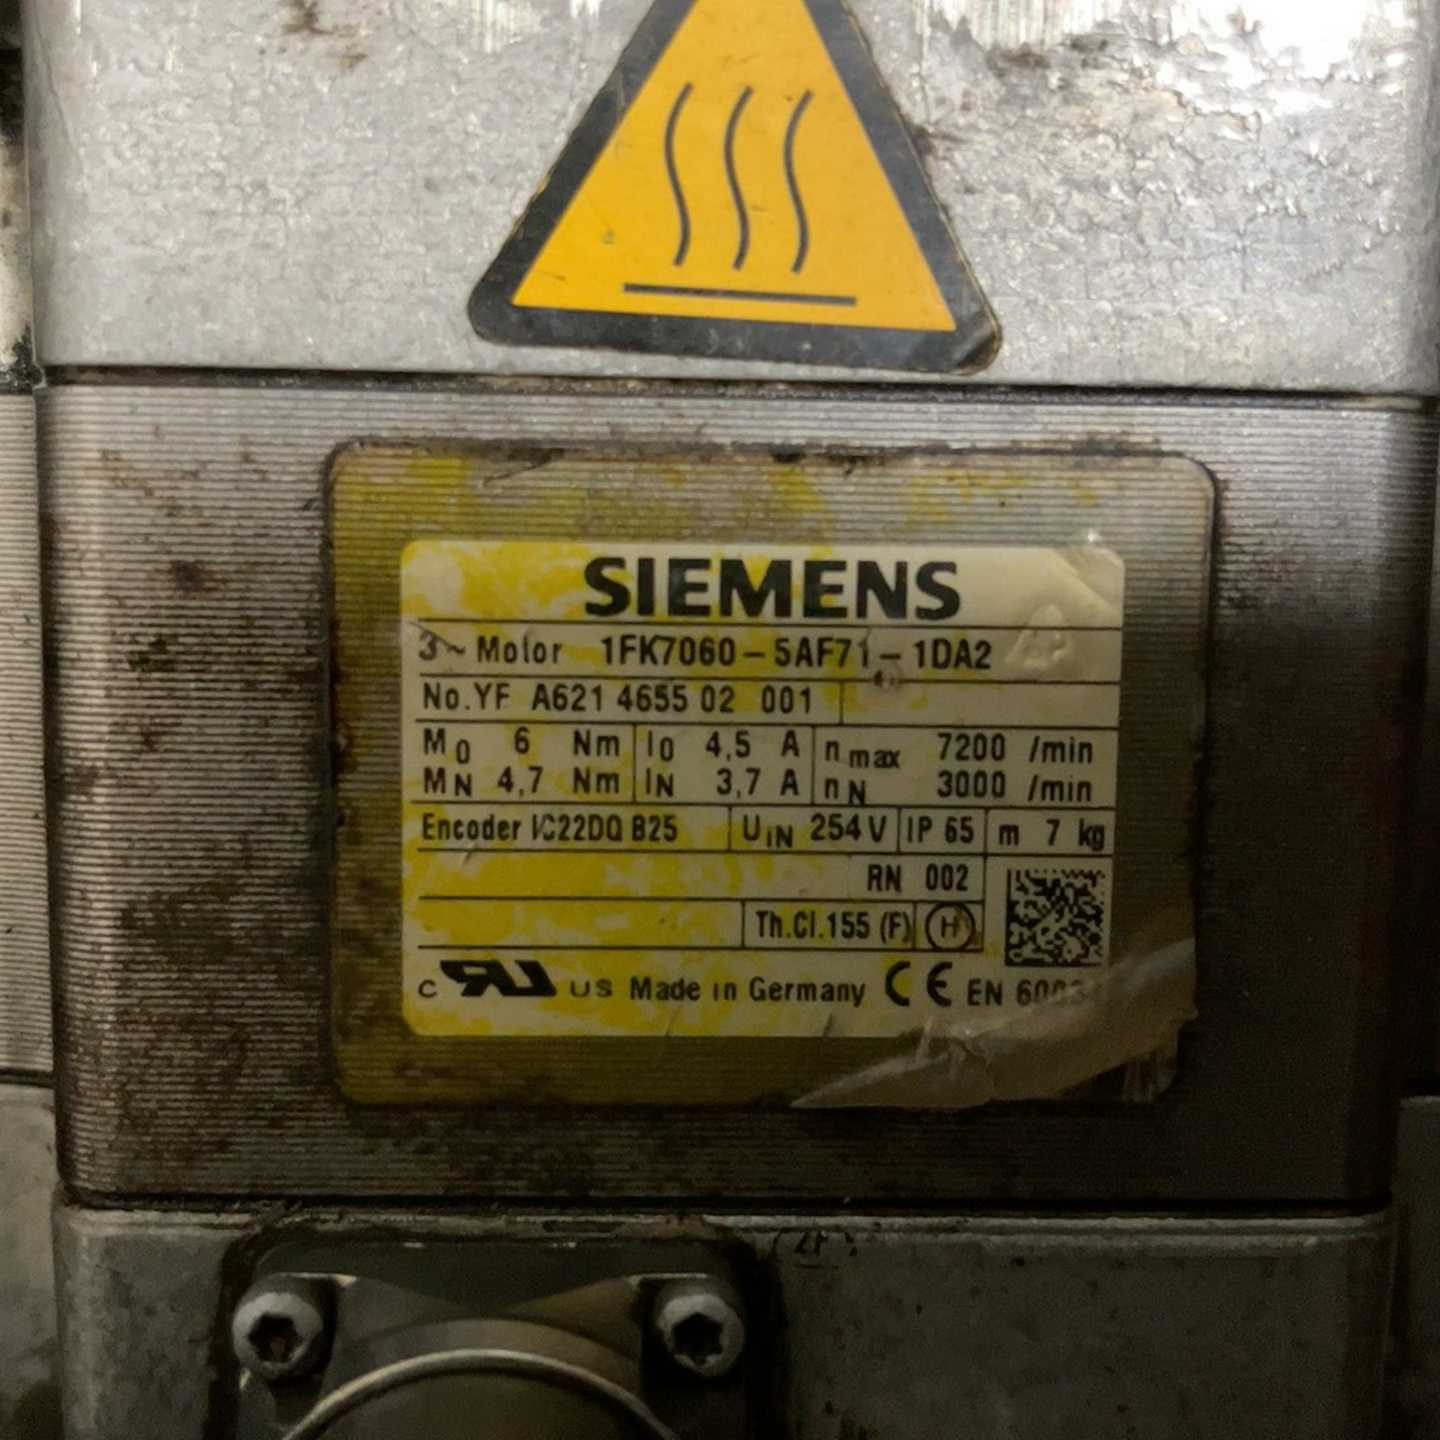 SIEMENS
3~ Motor 1FK7060-5AF71-1DA2
No.YF A621 4655 02 001
M0 6 Nm I0 4,5 A nmax 7200 /min
MN 4,7 Nm IN 3,7 A nN 3000 /min
Encoder IC22DQ B25 UIN 254 V IP 65 m 7 kg
RN 002
Th.Cl.155 (F) H
c RU US Made in Germany CE EN